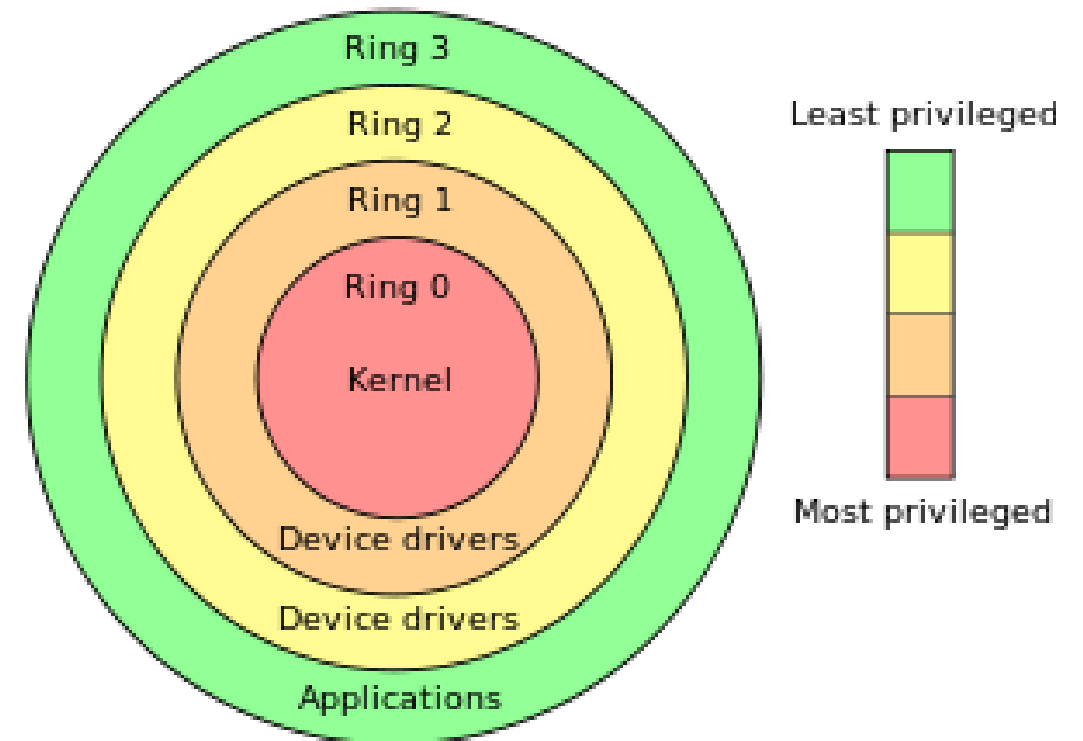 Ring 3
Ring 2
Ring 1
Ring 0
Kernel
Device drivers
Device drivers
Applications
Least privileged
Most privileged